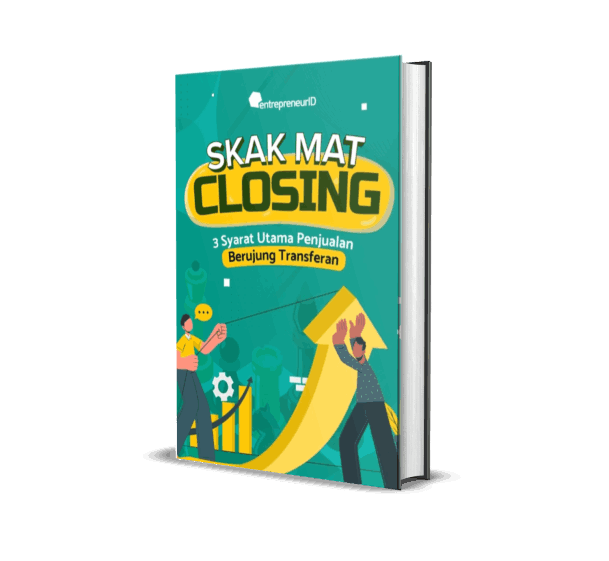 entrepreneurID
SKAK MAT
CLOSING
3 Syarat Utama Penjualan
Berujung Transferan